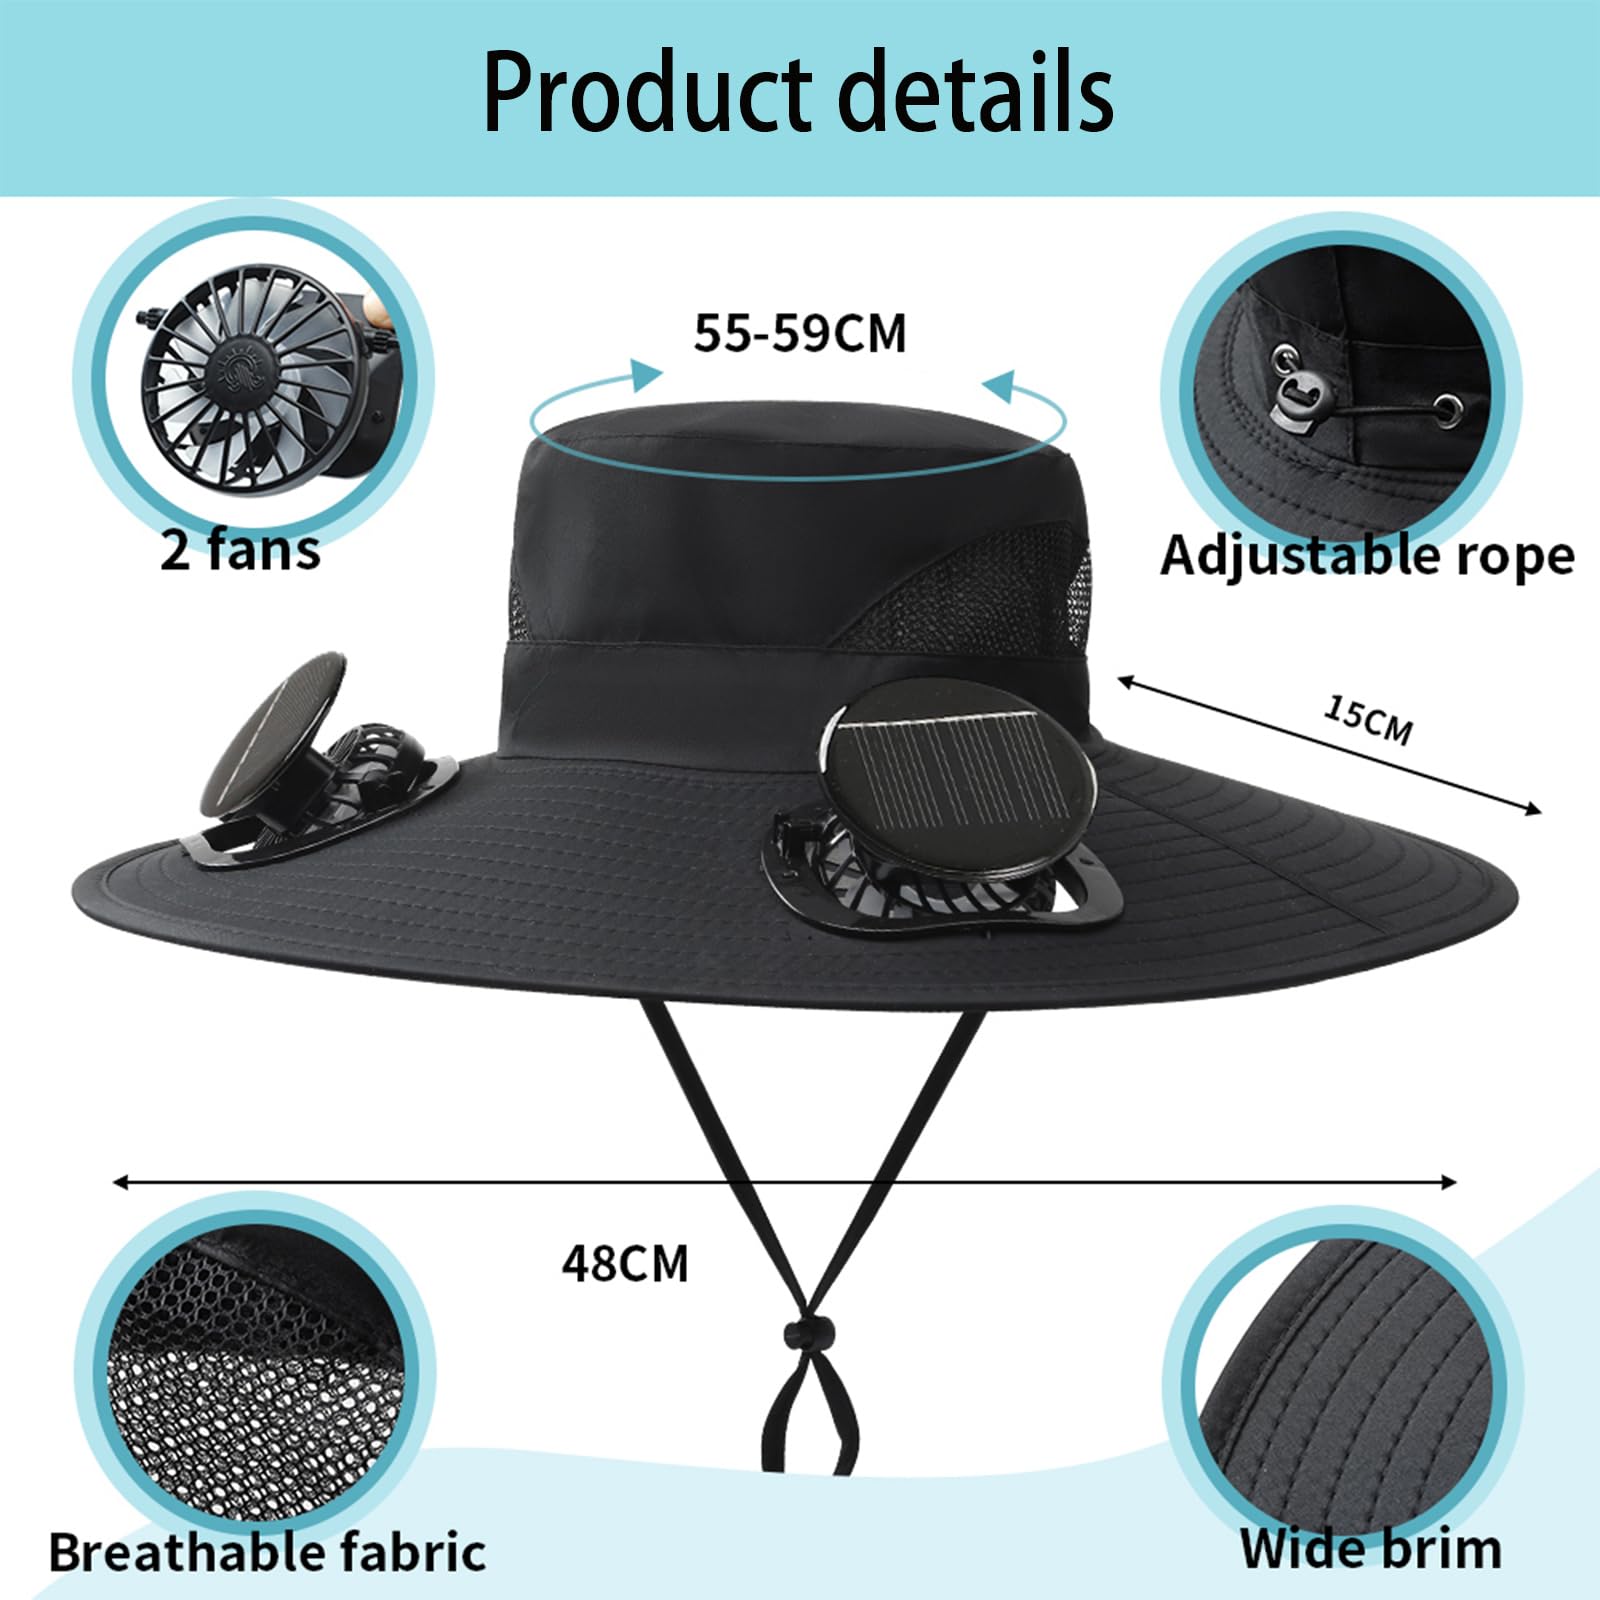 Product details
55-59CM
2 fans
Adjustable rope
15CM
48CM
Breathable fabric
Wide brim